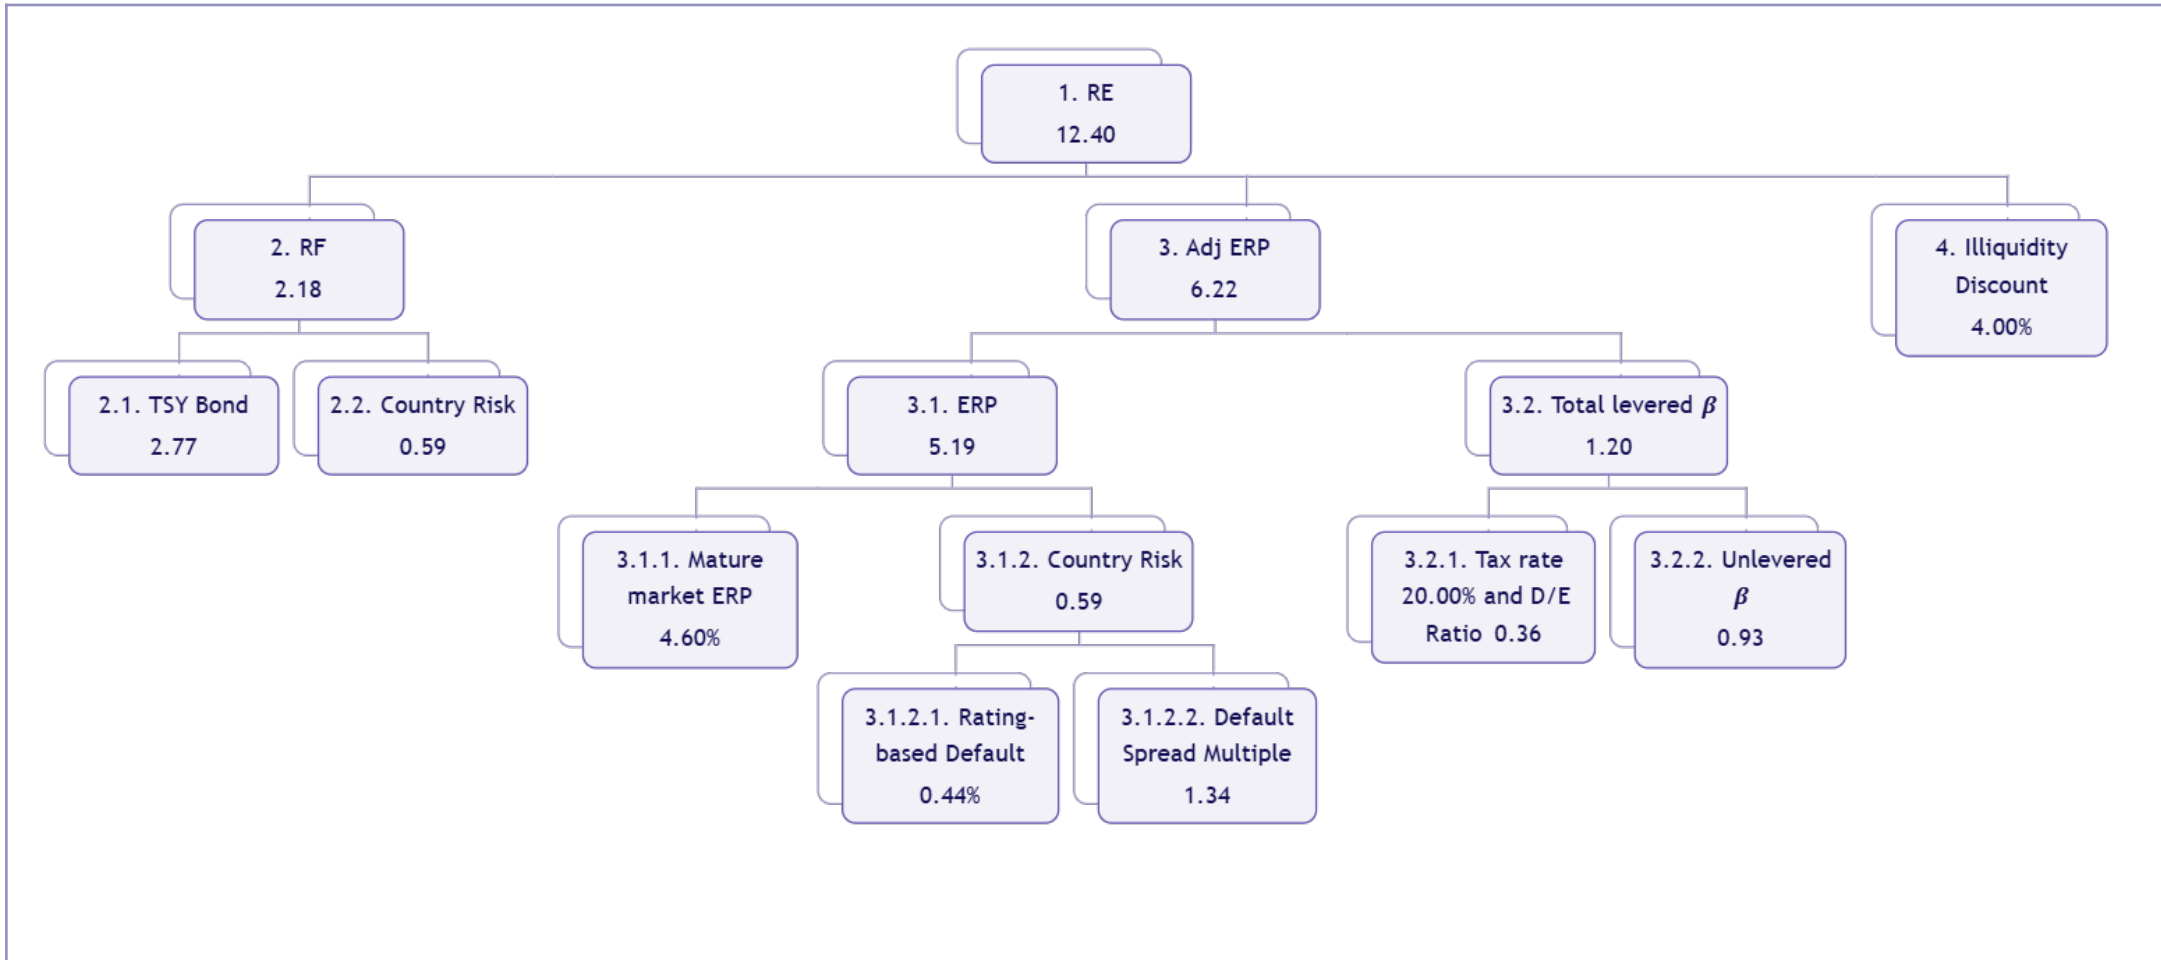 1. RE
12.40
2. RF
2.18
3. Adj ERP
6.22
4. Illiquidity
Discount
4.00%
2.1. TSY Bond
2.77
2.2. Country Risk
0.59
3.1. ERP
5.19
3.2. Total levered β
1.20
3.1.1. Mature
market ERP
4.60%
3.1.2. Country Risk
0.59
3.2.1. Tax rate
20.00% and D/E
Ratio 0.36
3.2.2. Unlevered
β
0.93
3.1.2.1. Rating-
based Default
0.44%
3.1.2.2. Default
Spread Multiple
1.34